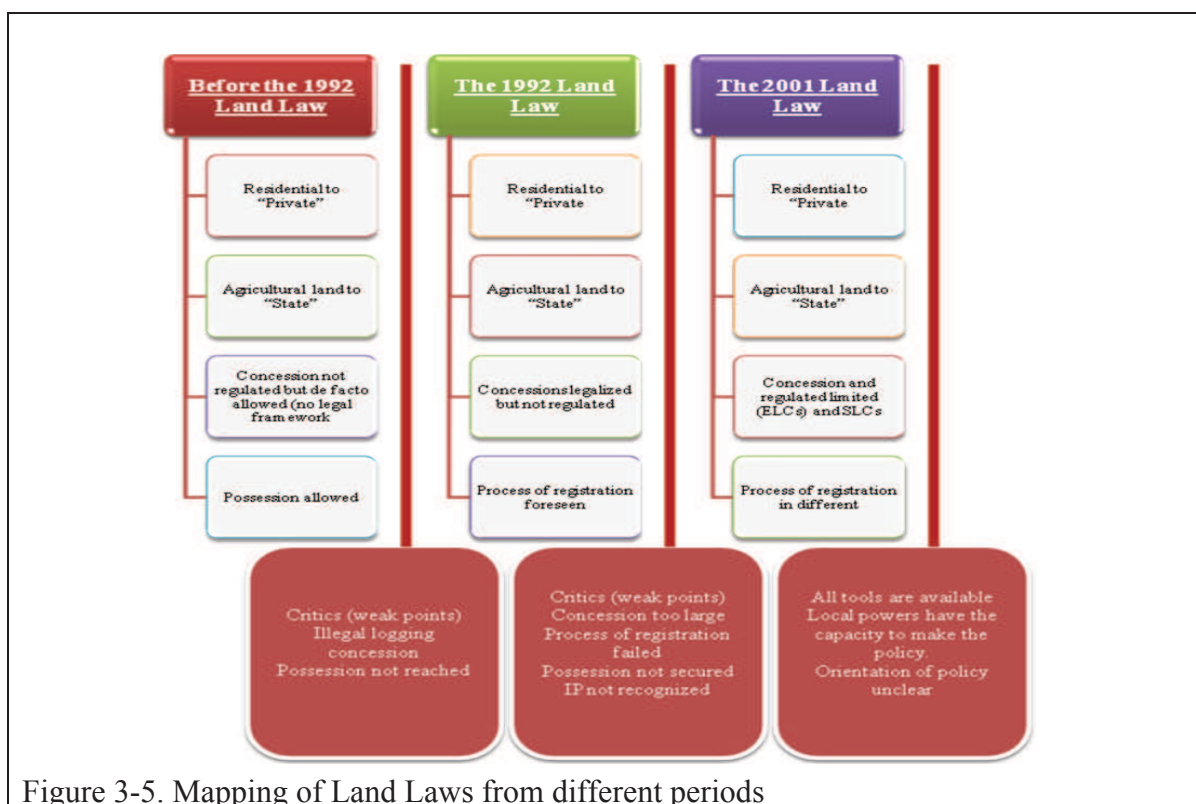 Before the 1992
Land Law
Residential to
“Private”
Agricultural land to
“State”
Concession not
regulated but de facto
allowed (no legal
framework
Possession allowed
Critics (weak points)
Illegal logging
concession
Possession not reached
The 1992 Land
Law
Residential to
“Private
Agricultural land to
“State”
Concessions legalized
but not regulated
Process of registration
foreseen
Critics (weak points)
Concession too large
Process of registration
failed
Possession not secured
IP not recognized
The 2001 Land
Law
Residential to
“Private
Agricultural land to
“State”
Concession and
regulated limited
(ELCs) and SLCs
Process of registration
in different
All tools are available
Local powers have the
capacity to make the
policy.
Orientation of policy
unclear
Figure 3-5. Mapping of Land Laws from different periods